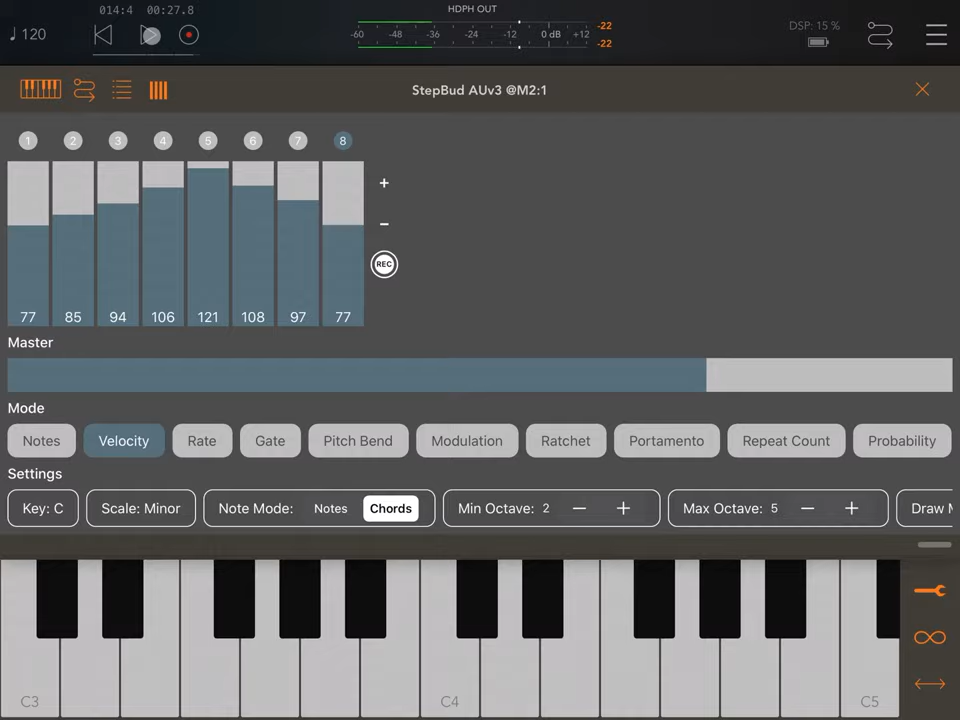 014:4 00:27.8
HDPH OUT
♩120
-60 -48 -36 -24 -12 0 dB +12
-22
-22
DSP: 15 %
StepBud AUv3 @M2:1
1 2 3 4 5 6 7 8
+
−
REC
77 85 94 106 121 108 97 77
Master
Mode
Notes Velocity Rate Gate Pitch Bend Modulation Ratchet Portamento Repeat Count Probability
Settings
Key: C Scale: Minor Note Mode: Notes Chords Min Octave: 2 − + Max Octave: 5 − + Draw
C3 C4 C5